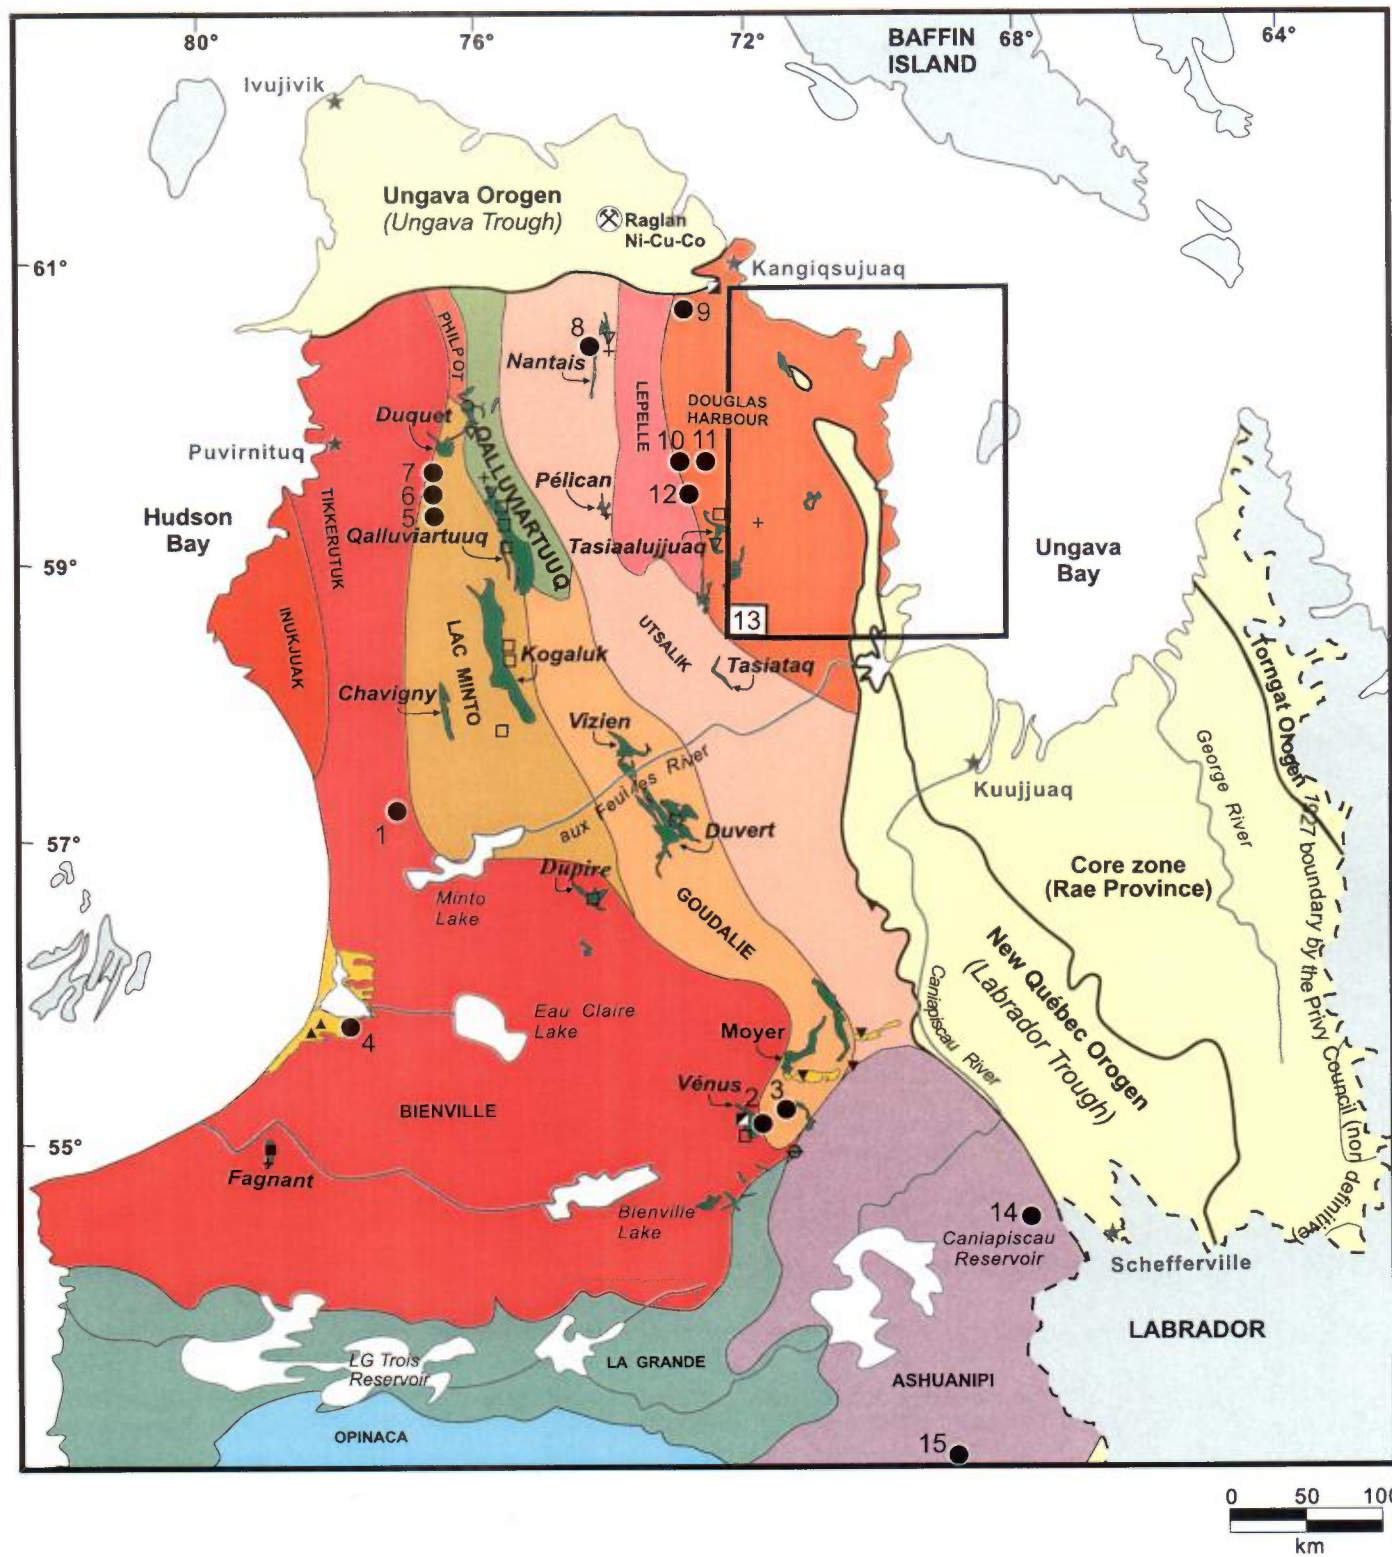 80°
76°
72°
68°
64°
BAFFIN
ISLAND
Ivujivik
Ungava Orogen
(Ungava Trough)
Raglan
Ni-Cu-Co
61°
Kangiqsujuaq
9
8
PHILPOT
Nantais
LEPELLE
DOUGLAS
HARBOUR
Duquet
QALLUVIARTUUQ
10
11
Puvirnituq
7
6
5
Pélican
12
TIKKERUTUK
Hudson
Bay
Qalluviartuuq
Tasiaalujjuaq
Ungava
Bay
59°
INUKJUAK
LAC MINTO
13
UTSALIK
Kogaluk
Tasiataq
Chavigny
Vizien
Torngat Orogen
George River
aux Feuilles River
Kuujjuaq
1
57°
Duvert
1927 boundary by the Privy Council (non definitive)
Core zone
(Rae Province)
Dupire
Minto
Lake
GOUDALIE
New Québec Orogen
(Labrador Trough)
Caniapiscau River
Eau Claire
Lake
4
Moyer
Vénus
2
3
BIENVILLE
55°
Fagnant
Bienville
Lake
14
Caniapiscau
Reservoir
Schefferville
LABRADOR
LG Trois
Reservoir
LA GRANDE
ASHUANIPI
OPINACA
15
0
50
100
km